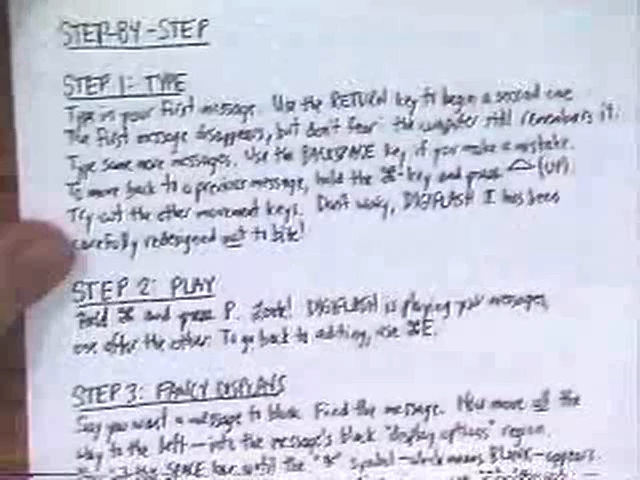 STEP-BY-STEP
STEP 1: TYPE
Type in your first message. Use the RETURN key to begin a second one.
The first message disappears, but don't fear: the computer still remembers it.
Type some more messages. Use the BACKSPACE key if you make a mistake.
To move back to a previous message, hold the ⌘-key and press △ (UP).
Try out the other movement keys. Don't worry, DIGIFLASH I has been
carefully redesigned not to bite!
STEP 2: PLAY
Hold ⌘ and press P. Look! DIGIFLASH is playing your messages,
one after the other. To go back to editing, use ⌘E.
STEP 3: FANCY DISPLAYS
Say you want a message to blink. Find the message. Now move all the
way to the left—into the message's black "display options" region.
the SPACE bar until the "*" symbol—which means BLINK—appears.